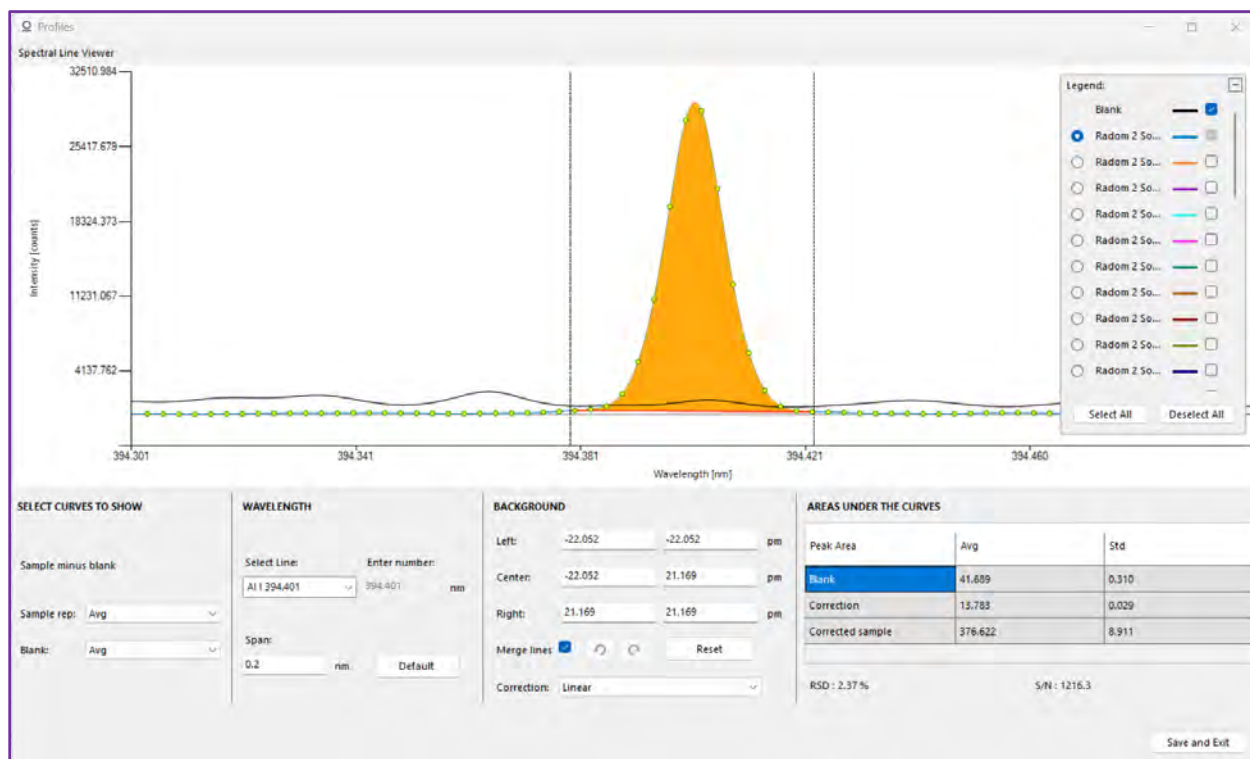 Profiles
Spectral Line Viewer
32510.984
25417.679
18324.373
11231.067
4137.762
Intensity [counts]
394.301
394.341
394.381
394.421
394.460
Wavelength [nm]
Legend:
Blank
Radom 2 So...
Radom 2 So...
Radom 2 So...
Radom 2 So...
Radom 2 So...
Radom 2 So...
Radom 2 So...
Radom 2 So...
Radom 2 So...
Radom 2 So...
Select All Deselect All
SELECT CURVES TO SHOW
Sample minus blank
Sample rep: Avg
Blank: Avg
WAVELENGTH
Select Line: Enter number:
Al I 394.401 394.401 nm
Span:
0.2 nm Default
BACKGROUND
Left: -22.052 -22.052 pm
Center: -22.052 21.169 pm
Right: 21.169 21.169 pm
Merge lines Reset
Correction: Linear
AREAS UNDER THE CURVES
Peak Area Avg Std
Blank 41.689 0.310
Correction 13.783 0.029
Corrected sample 376.622 8.911
RSD : 2.37 % S/N : 1216.3
Save and Exit